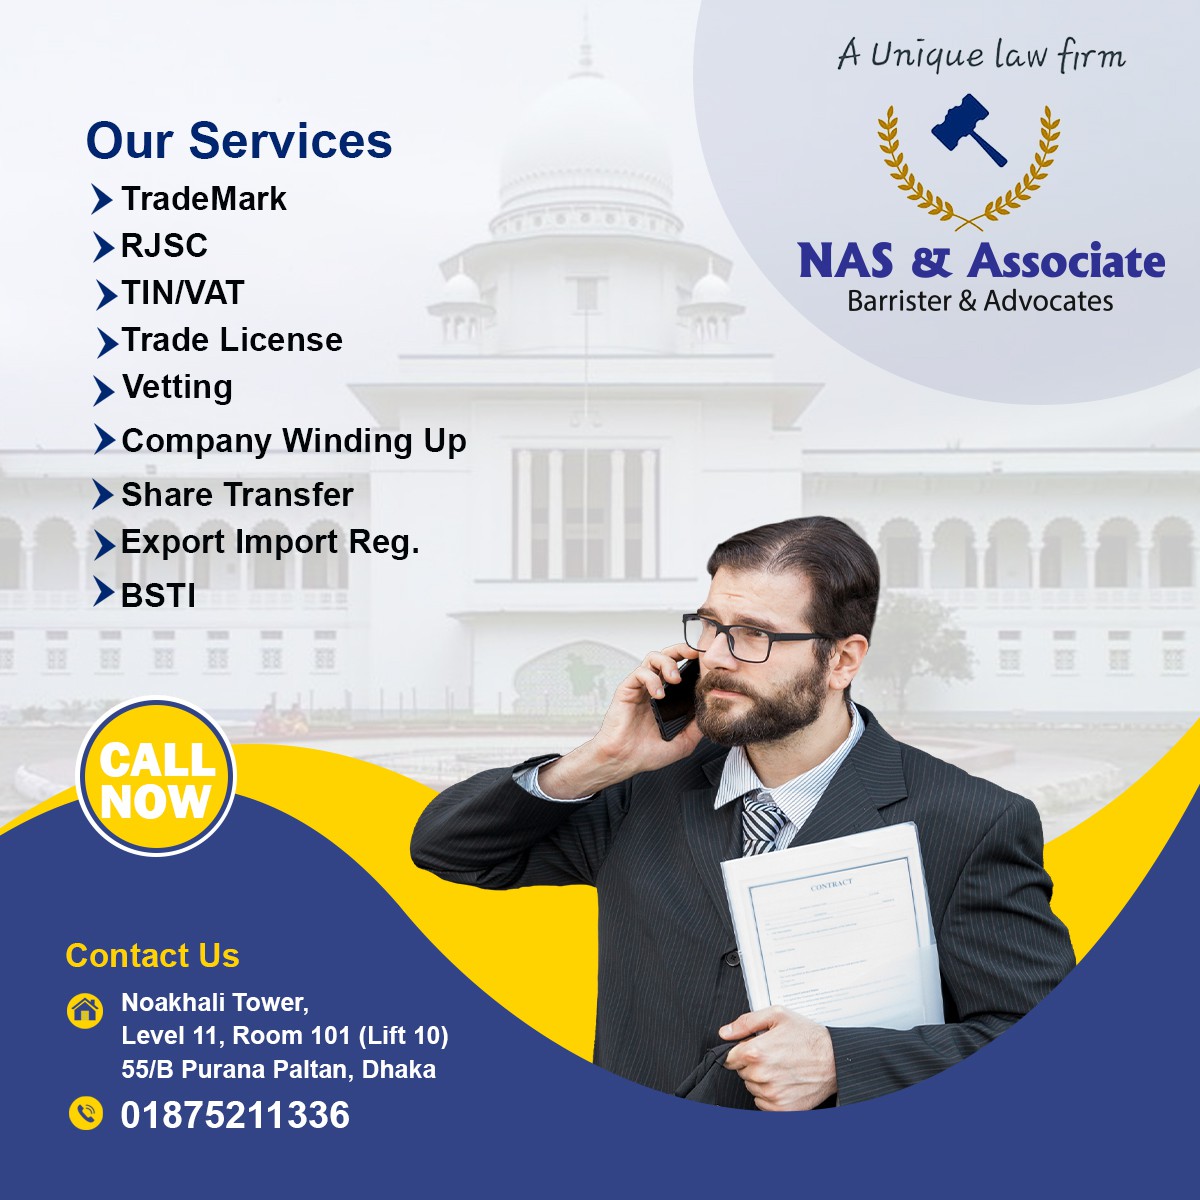 A Unique law firm
NAS & Associate
Barrister & Advocates
Our Services
TradeMark
RJSC
TIN/VAT
Trade License
Vetting
Company Winding Up
Share Transfer
Export Import Reg.
BSTI
CALL
NOW
CONTRACT
Contact Us
Noakhali Tower,
Level 11, Room 101 (Lift 10)
55/B Purana Paltan, Dhaka
01875211336